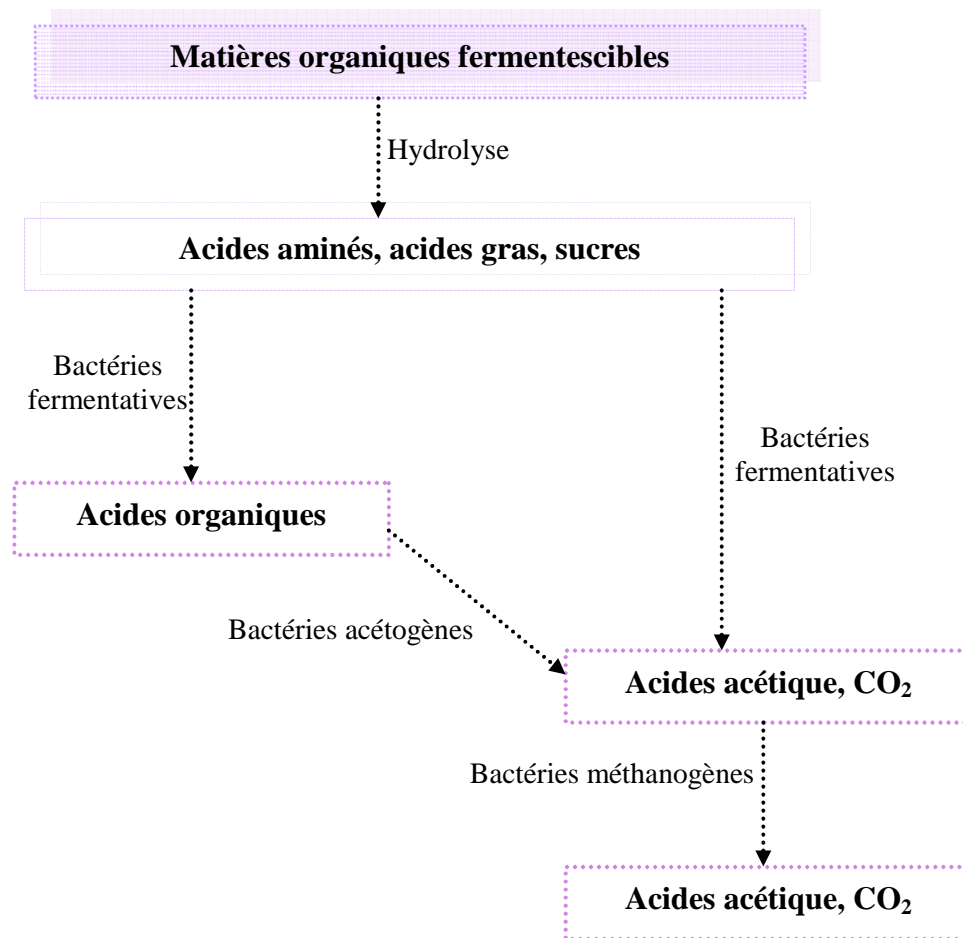 Matières organiques fermentescibles
Hydrolyse
Acides aminés, acides gras, sucres
Bactéries
fermentatives
Bactéries
fermentatives
Acides organiques
Bactéries acétogènes
Acides acétique, CO₂
Bactéries méthanogènes
Acides acétique, CO₂